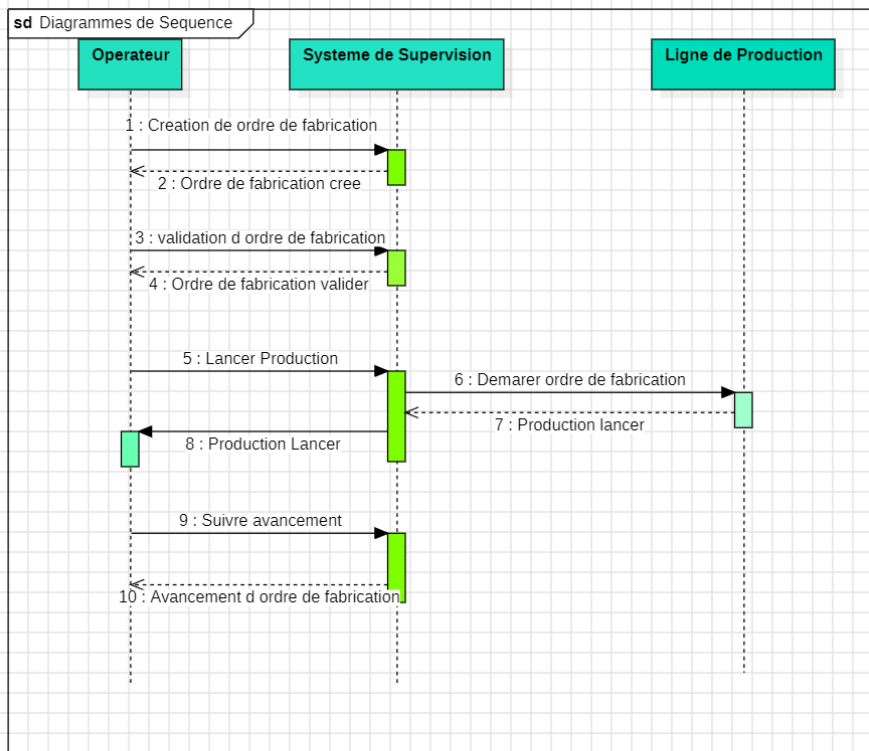 sd Diagrammes de Sequence
Operateur
Systeme de Supervision
Ligne de Production
1 : Creation de ordre de fabrication
2 : Ordre de fabrication cree
3 : validation d ordre de fabrication
4 : Ordre de fabrication valider
5 : Lancer Production
6 : Demarer ordre de fabrication
7 : Production lancer
8 : Production Lancer
9 : Suivre avancement
10 : Avancement d ordre de fabrication